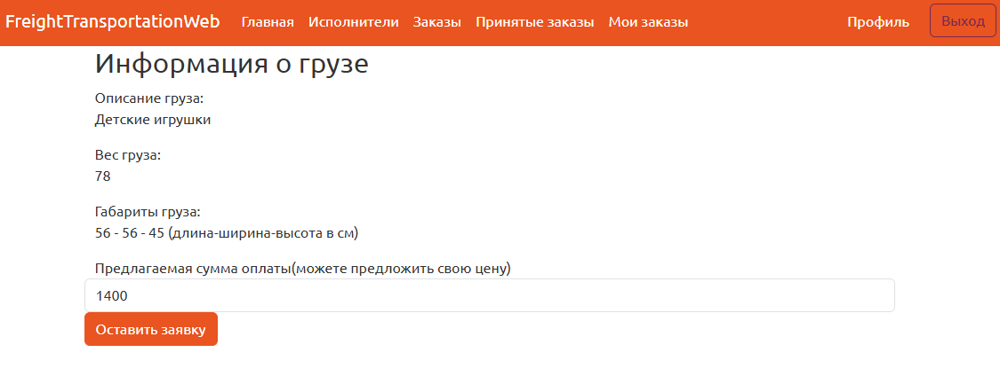 FreightTransportationWeb Главная Исполнители Заказы Принятые заказы Мои заказы Профиль Выход
Информация о грузе
Описание груза:
Детские игрушки
Вес груза:
78
Габариты груза:
56 - 56 - 45 (длина-ширина-высота в см)
Предлагаемая сумма оплаты(можете предложить свою цену)
1400
Оставить заявку